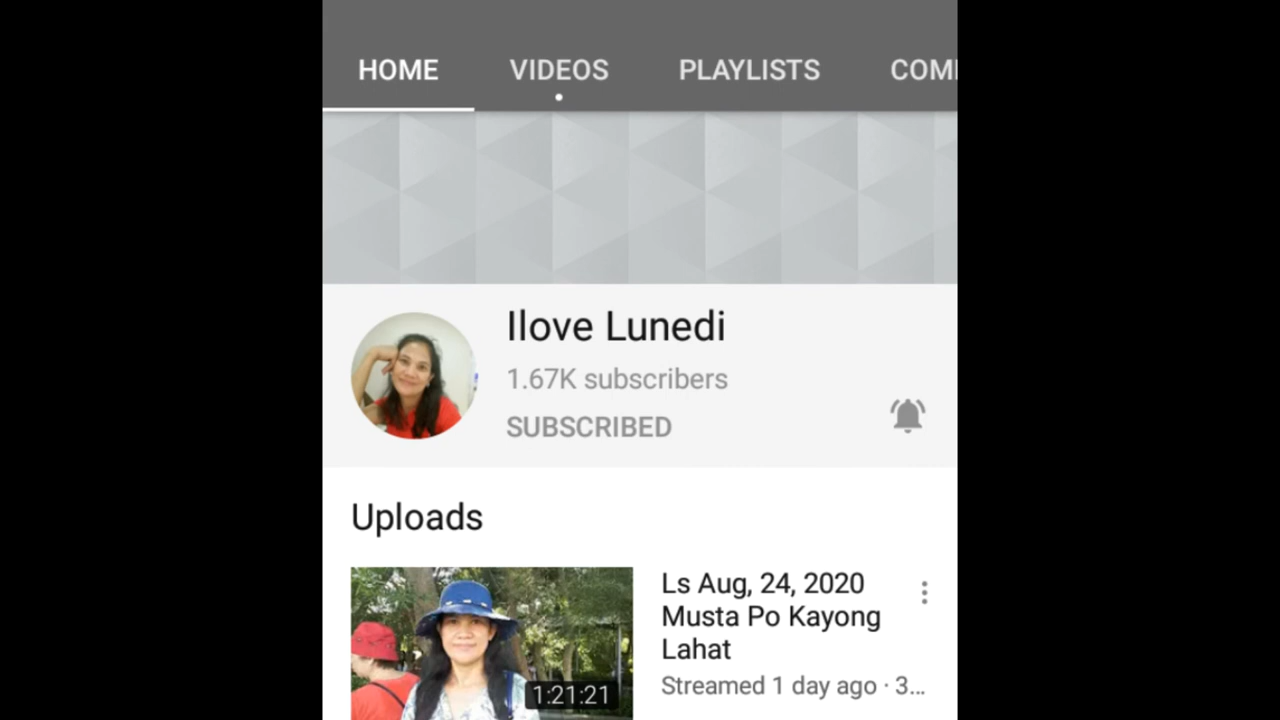 HOME VIDEOS PLAYLISTS
Ilove Lunedi
1.67K subscribers
SUBSCRIBED
Uploads
Ls Aug, 24, 2020
Musta Po Kayong
Lahat
Streamed 1 day ago · 3...
1:21:21